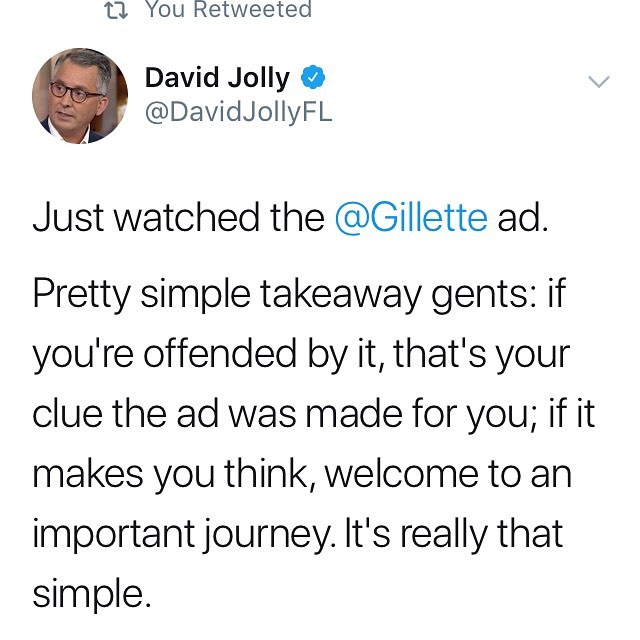 You Retweeted
David Jolly
@DavidJollyFL
Just watched the @Gillette ad.
Pretty simple takeaway gents: if
you're offended by it, that's your
clue the ad was made for you; if it
makes you think, welcome to an
important journey. It's really that
simple.